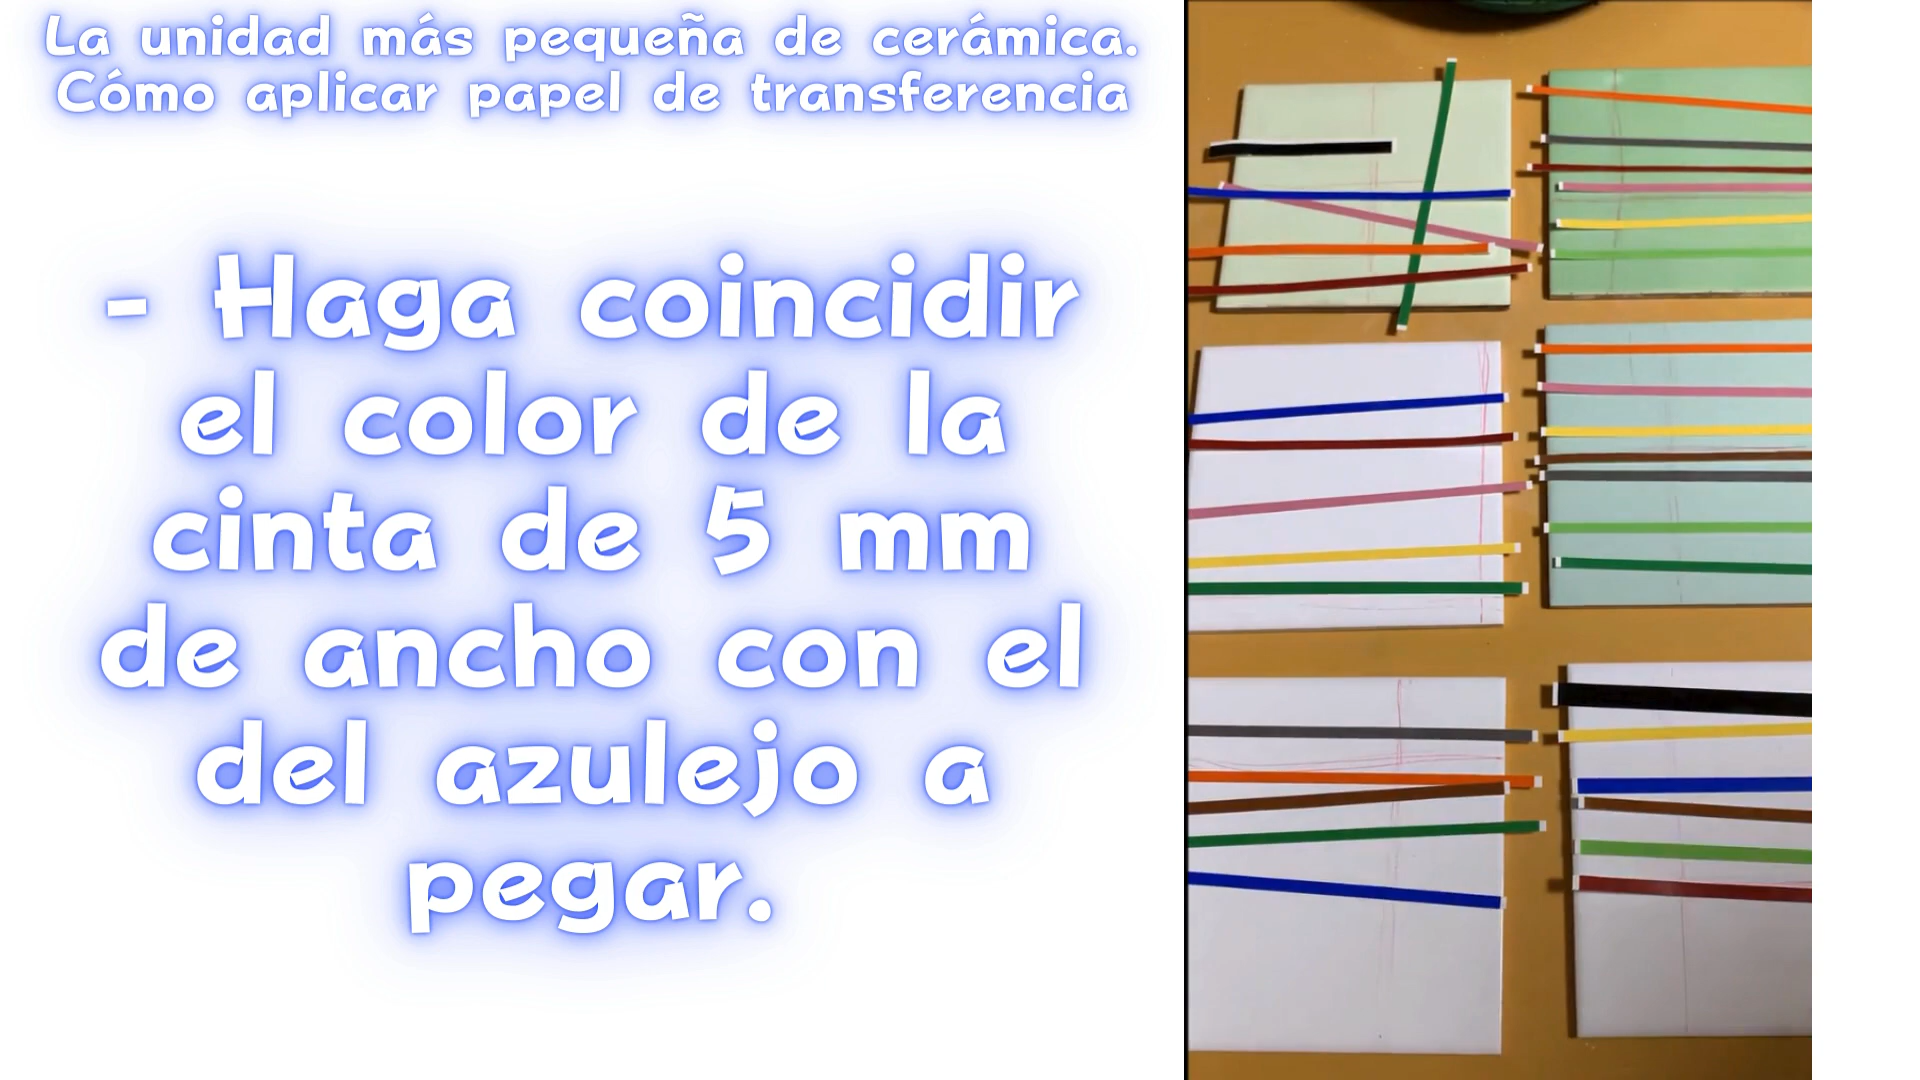 La unidad más pequeña de cerámica.
Cómo aplicar papel de transferencia
- Haga coincidir
el color de la
cinta de 5 mm
de ancho con el
del azulejo a
pegar.